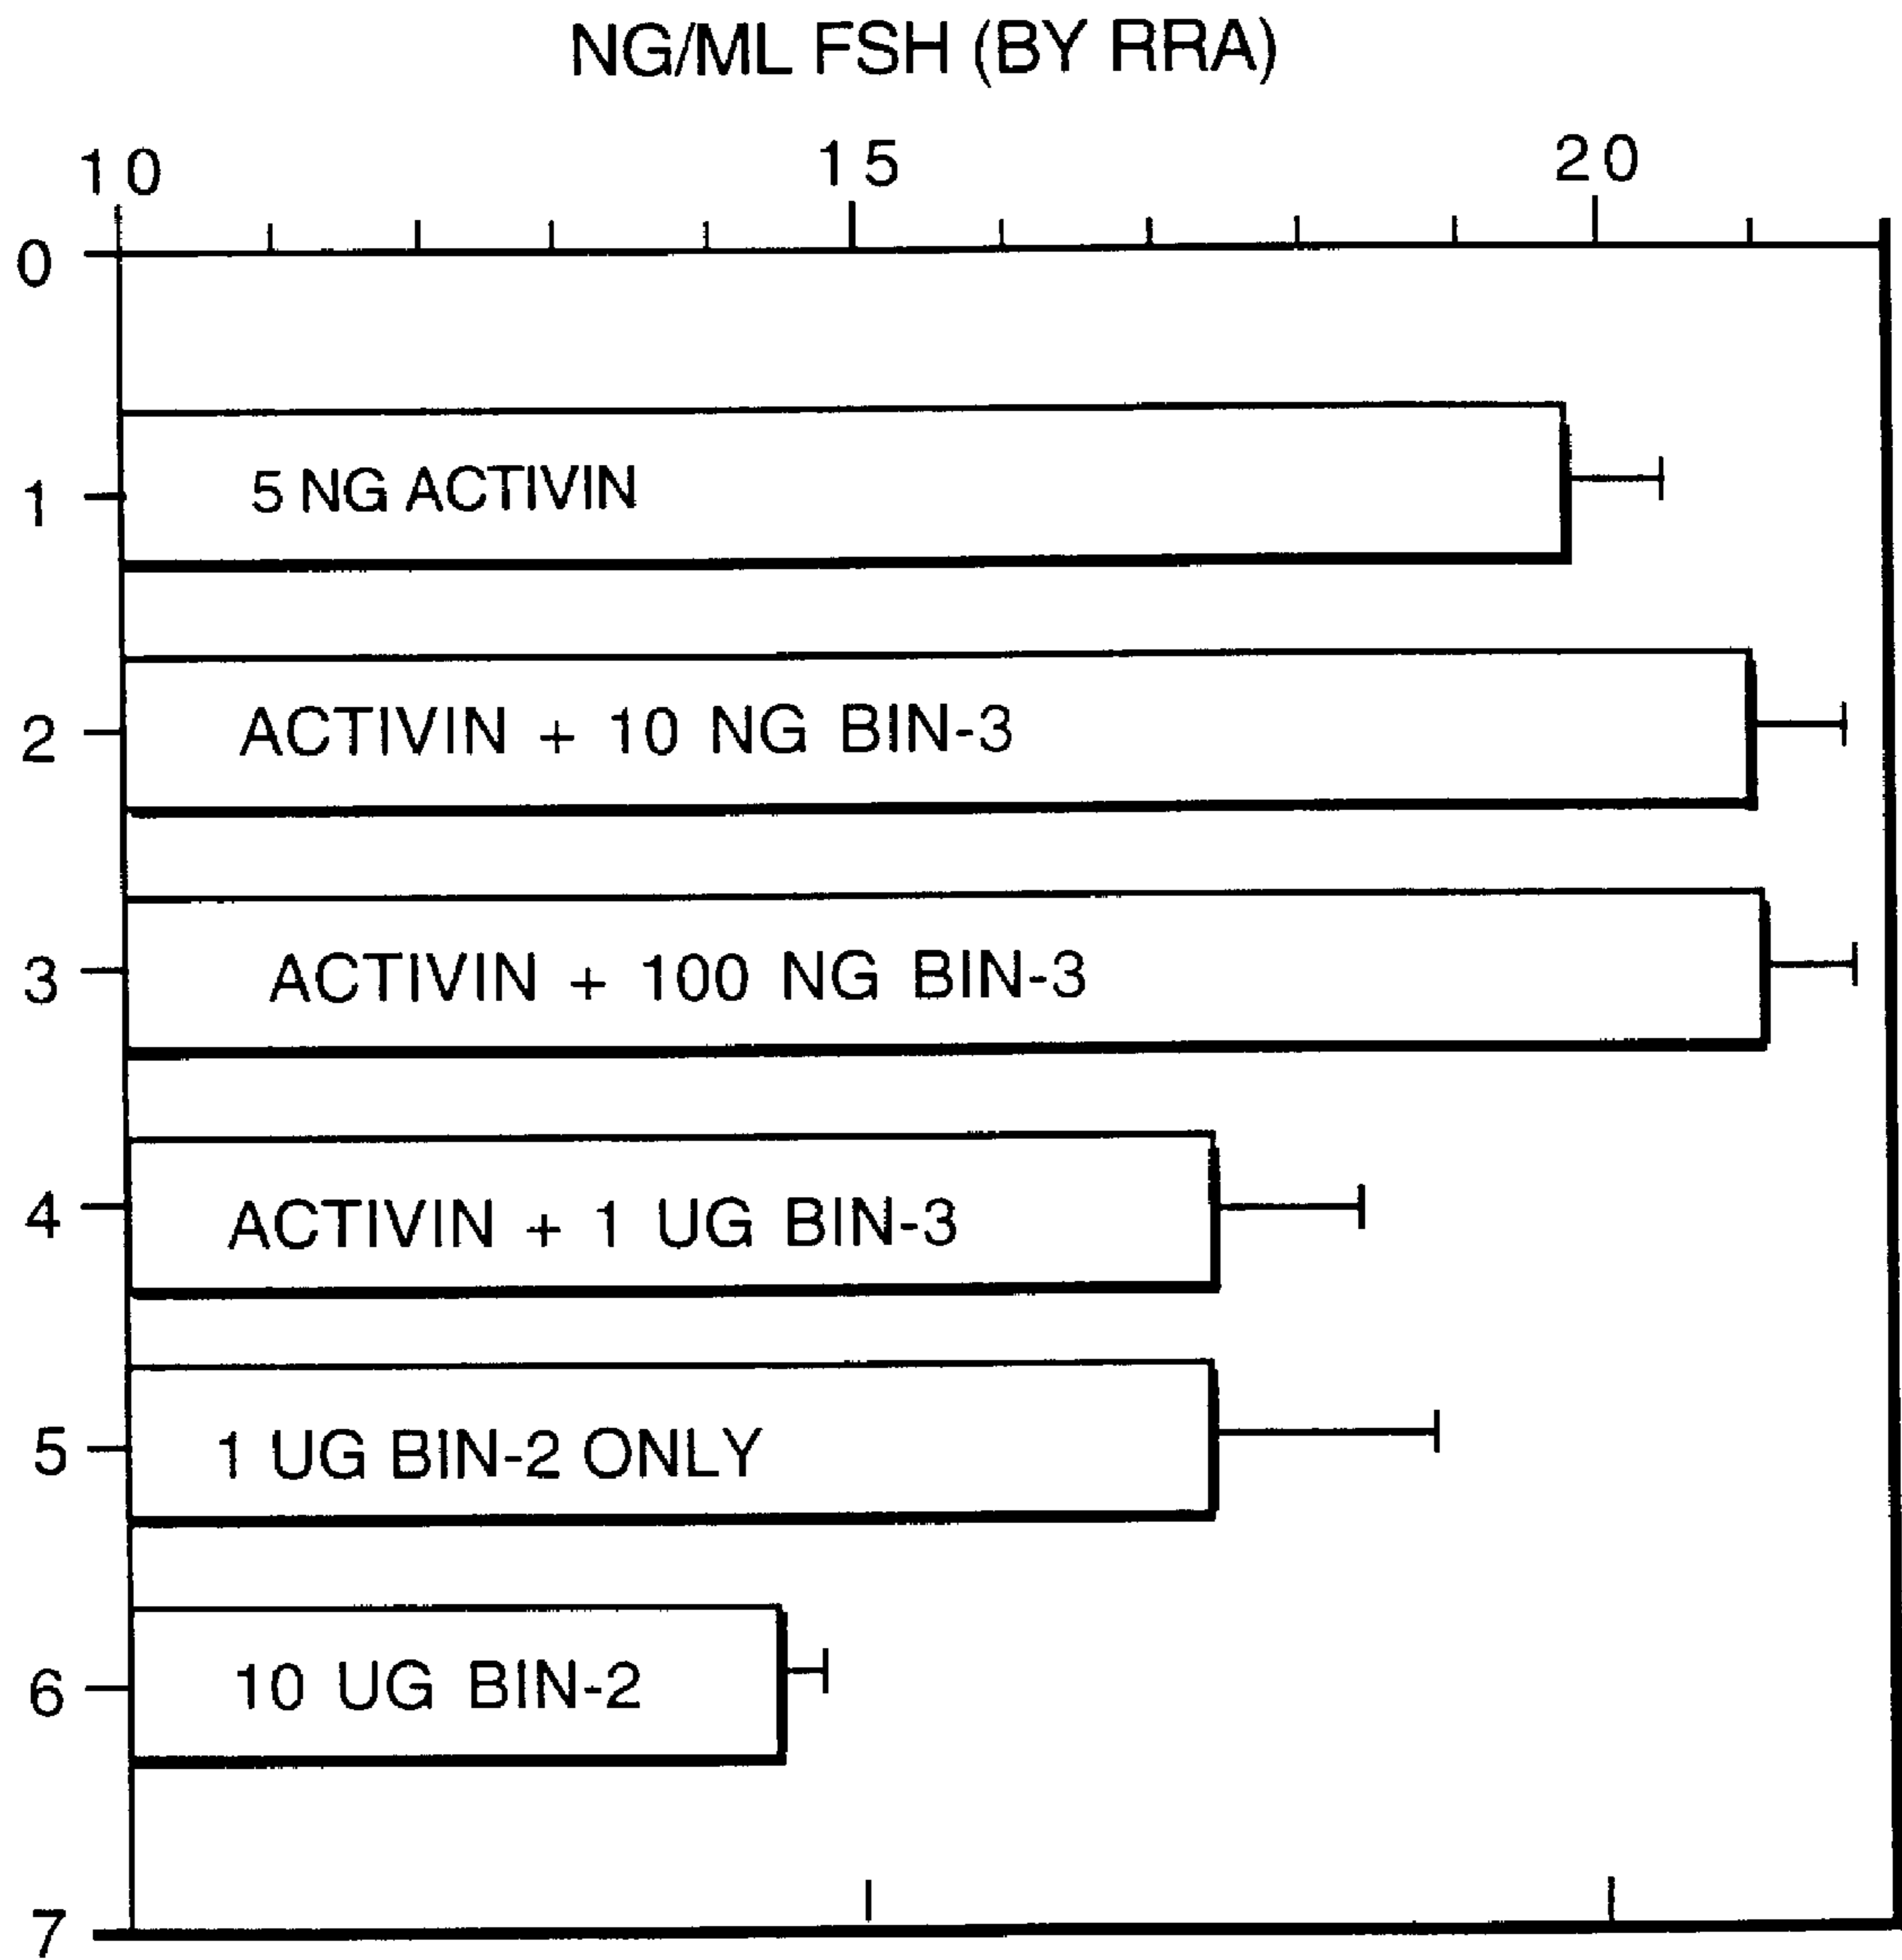 NG/ML FSH (BY RRA)
10 15 20
0
1 5 NG ACTIVIN
2 ACTIVIN + 10 NG BIN-3
3 ACTIVIN + 100 NG BIN-3
4 ACTIVIN + 1 UG BIN-3
5 1 UG BIN-2 ONLY
6 10 UG BIN-2
7